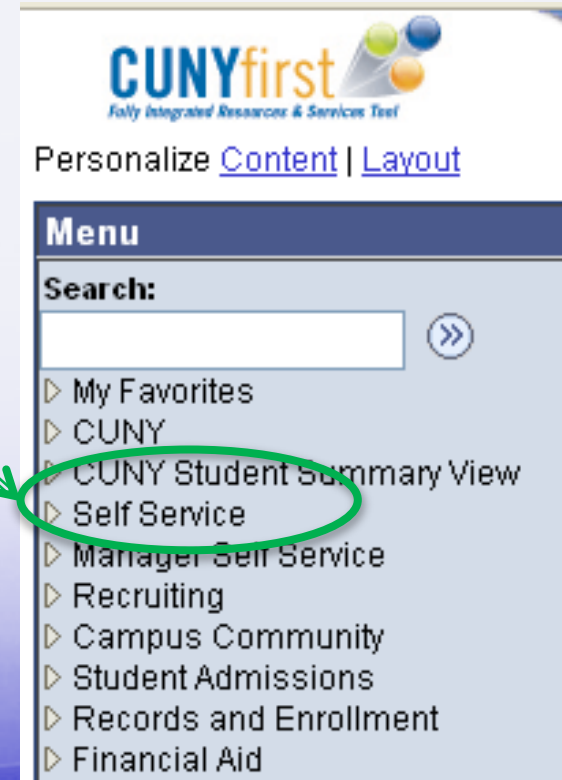 CUNYfirst
Fully Integrated Resources & Services Tool
Personalize Content | Layout
Menu
Search:
My Favorites
CUNY
CUNY Student Summary View
Self Service
Manager Self Service
Recruiting
Campus Community
Student Admissions
Records and Enrollment
Financial Aid